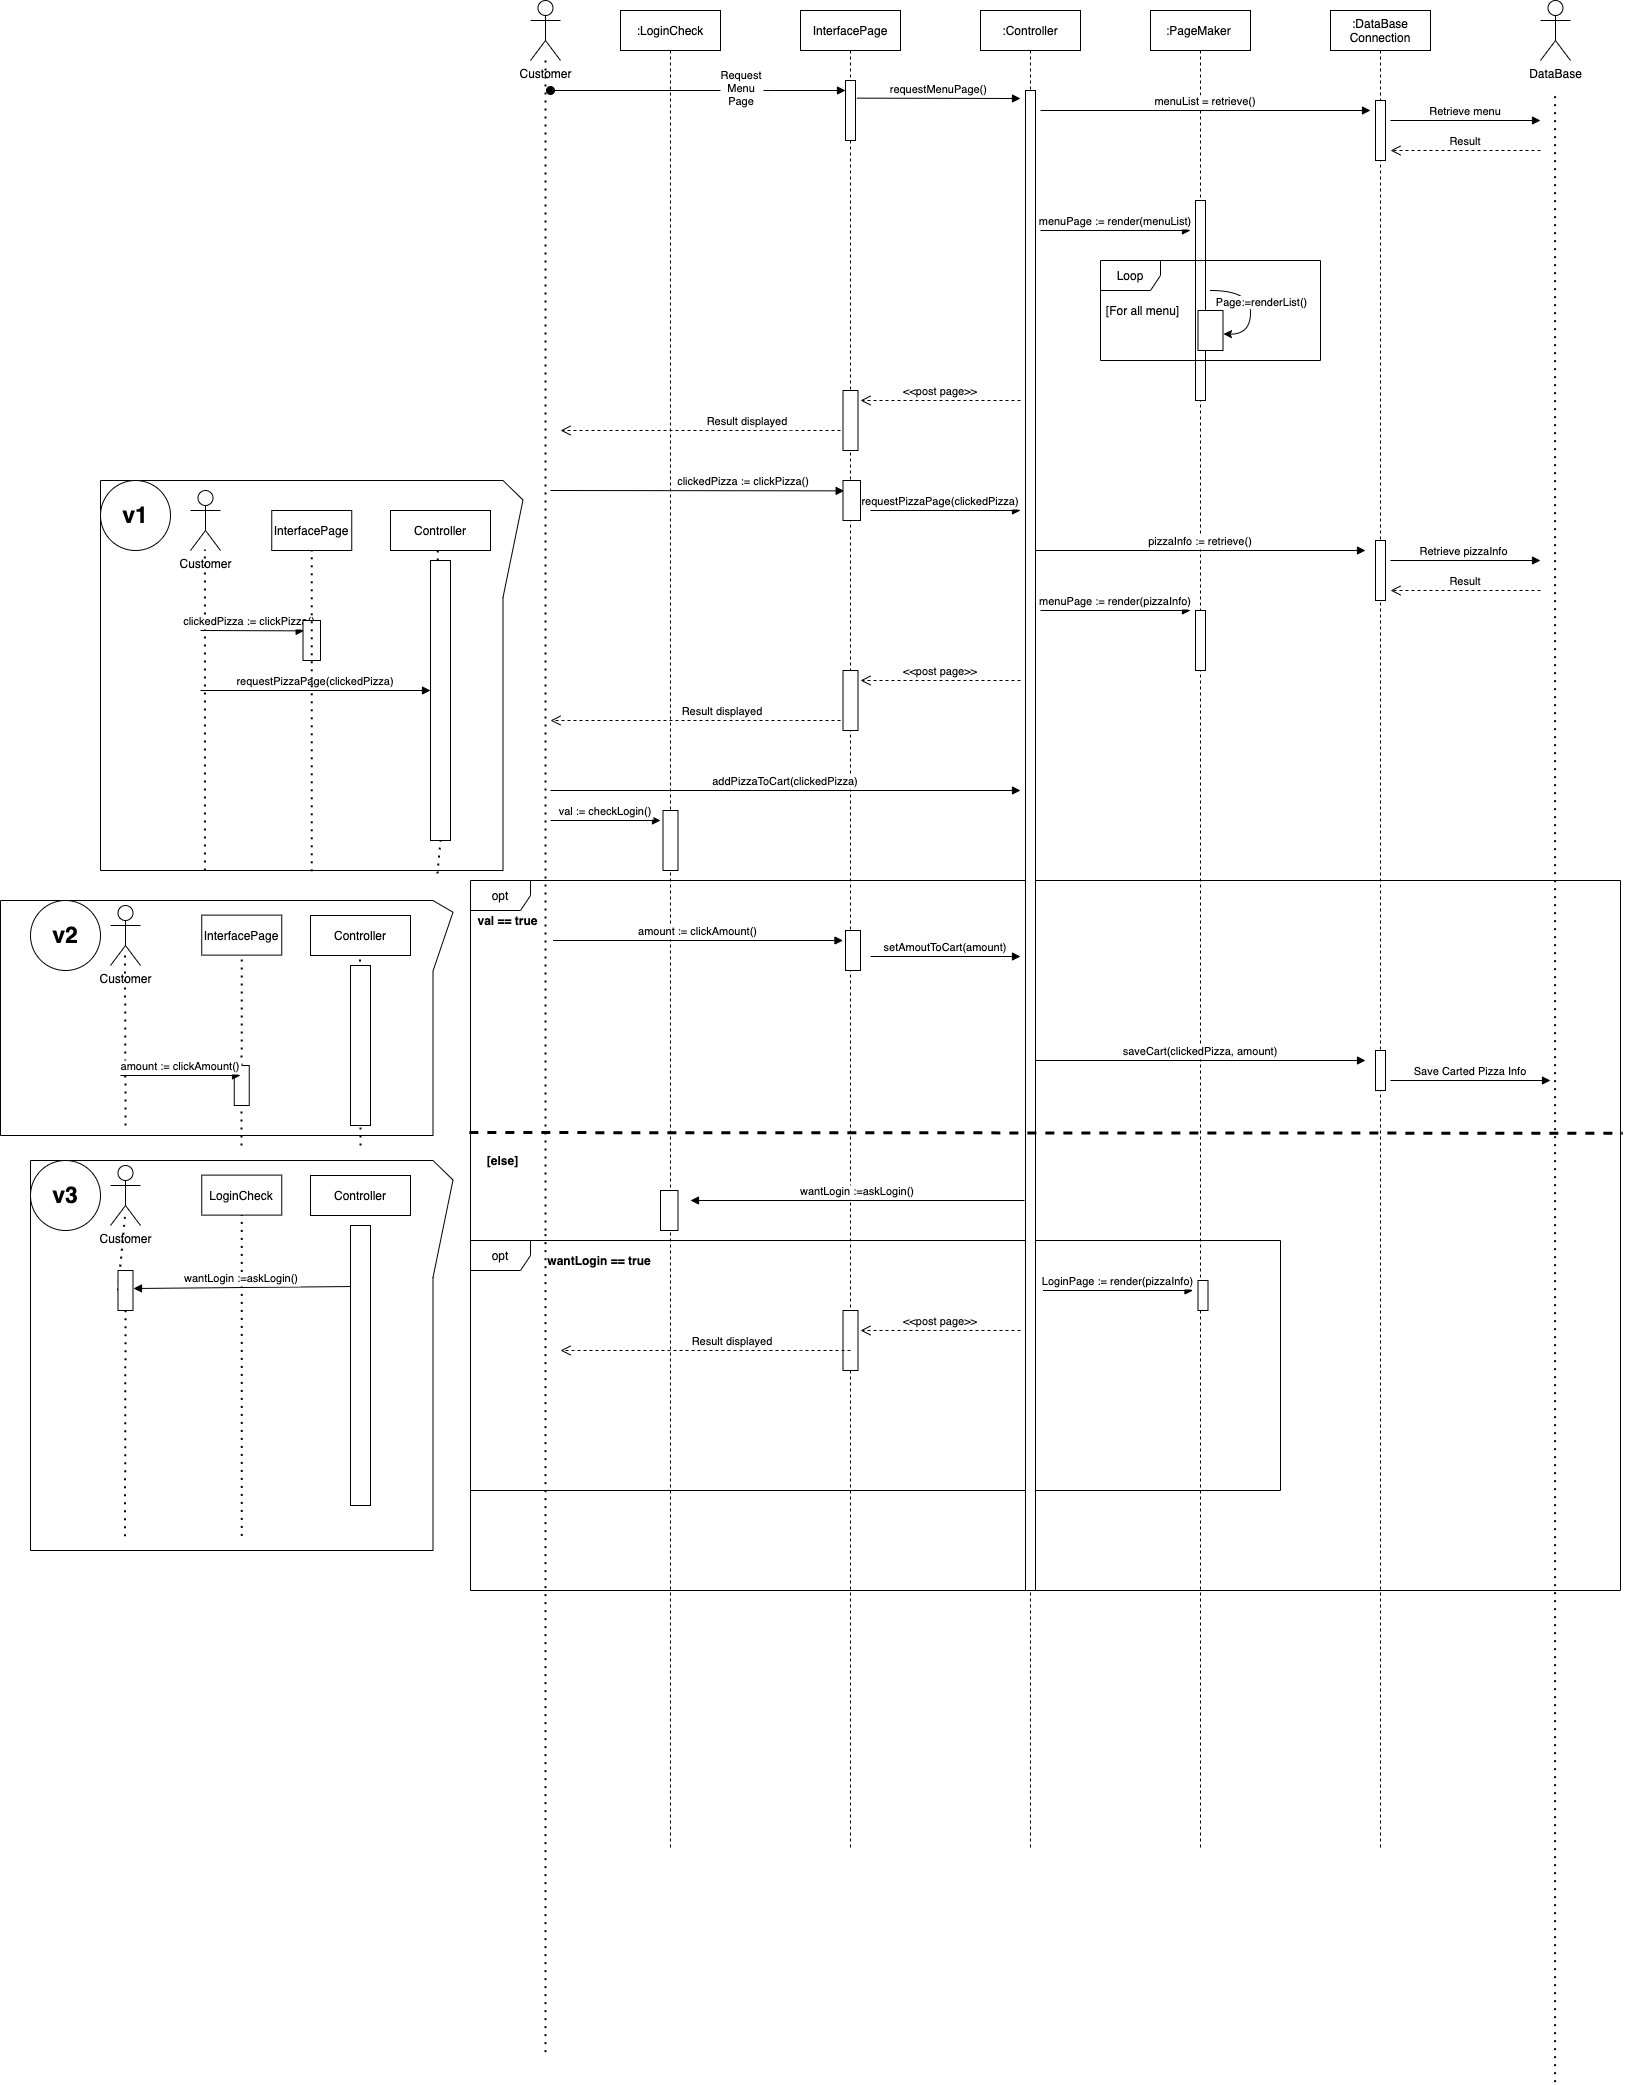 Customer
:LoginCheck
InterfacePage
:Controller
:PageMaker
:DataBase
Connection
DataBase
Request
Menu
Page
requestMenuPage()
menuList = retrieve()
Retrieve menu
Result
menuPage := render(menuList)
Loop
[For all menu]
Page:=renderList()
<<post page>>
Result displayed
clickedPizza := clickPizza()
requestPizzaPage(clickedPizza)
pizzaInfo := retrieve()
Retrieve pizzaInfo
Result
menuPage := render(pizzaInfo)
<<post page>>
Result displayed
addPizzaToCart(clickedPizza)
val := checkLogin()
v1
Customer
InterfacePage
Controller
clickedPizza := clickPizza()
requestPizzaPage(clickedPizza)
opt
val == true
amount := clickAmount()
setAmoutToCart(amount)
saveCart(clickedPizza, amount)
Save Carted Pizza Info
v2
Customer
InterfacePage
Controller
amount := clickAmount()
[else]
wantLogin :=askLogin()
opt
wantLogin == true
LoginPage := render(pizzaInfo)
<<post page>>
Result displayed
v3
Customer
LoginCheck
Controller
wantLogin :=askLogin()